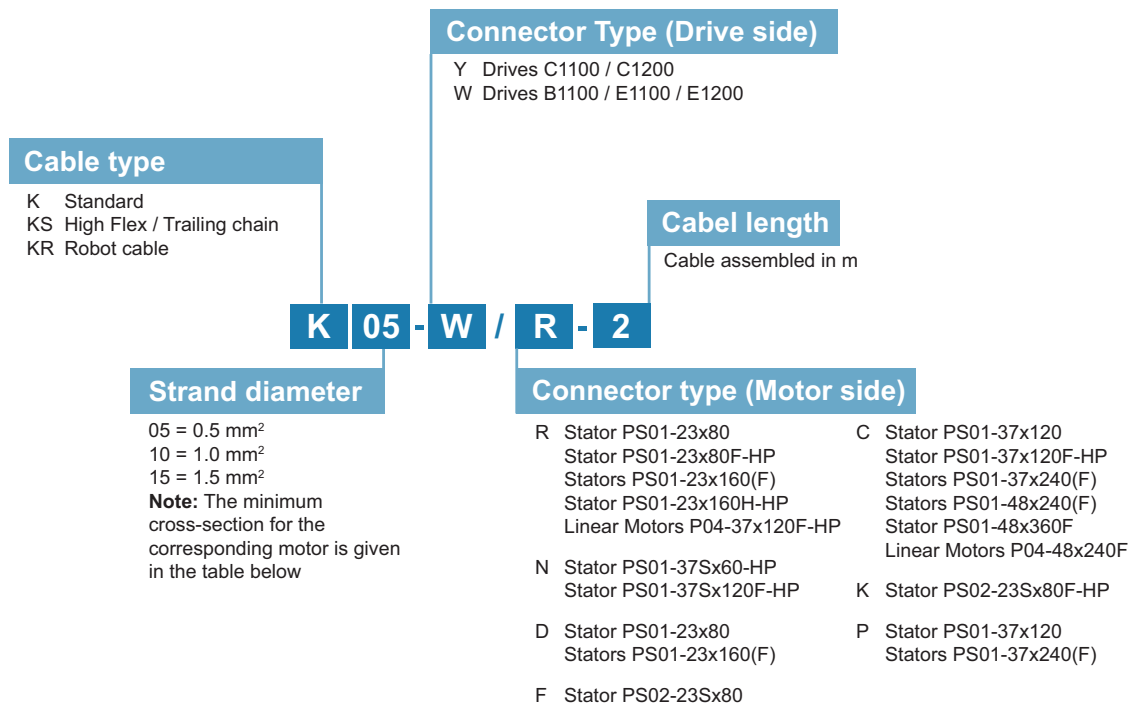 Connector Type (Drive side)
Y Drives C1100 / C1200
W Drives B1100 / E1100 / E1200
Cable type
K Standard
KS High Flex / Trailing chain
KR Robot cable
Cabel length
Cable assembled in m
K 05 - W / R - 2
Strand diameter
05 = 0.5 mm²
10 = 1.0 mm²
15 = 1.5 mm²
Note: The minimum
cross-section for the
corresponding motor is given
in the table below
Connector type (Motor side)
R Stator PS01-23x80
Stator PS01-23x80F-HP
Stators PS01-23x160(F)
Stator PS01-23x160H-HP
Linear Motors P04-37x120F-HP
N Stator PS01-37Sx60-HP
Stator PS01-37Sx120F-HP
D Stator PS01-23x80
Stators PS01-23x160(F)
F Stator PS02-23Sx80
C Stator PS01-37x120
Stator PS01-37x120F-HP
Stators PS01-37x240(F)
Stators PS01-48x240(F)
Stator PS01-48x360F
Linear Motors P04-48x240F
K Stator PS02-23Sx80F-HP
P Stator PS01-37x120
Stators PS01-37x240(F)